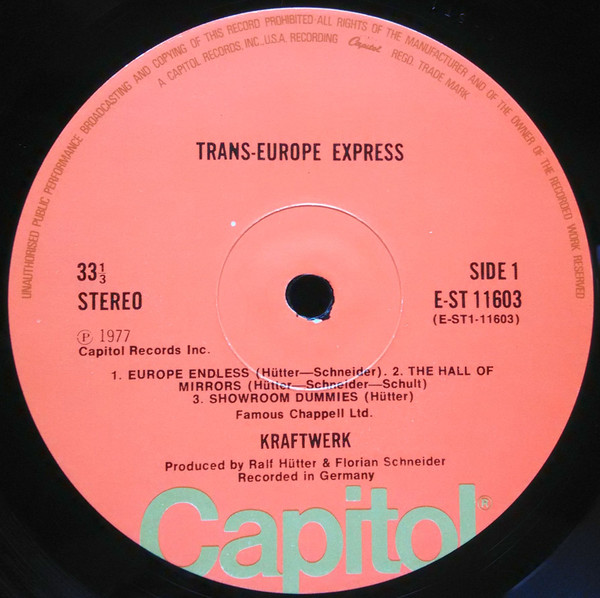 UNAUTHORISED PUBLIC PERFORMANCE BROADCASTING AND COPYING OF THIS RECORD PROHIBITED·ALL RIGHTS OF THE MANUFACTURER AND OF THE OWNER OF THE RECORDED WORK RESERVED
A CAPITOL RECORDS. INC., U.S.A. RECORDING Capitol REGD. TRADE MARK
TRANS-EUROPE EXPRESS
33⅓
STEREO
SIDE 1
E-ST 11603
(E-ST1-11603)
℗ 1977
Capitol Records Inc.
1. EUROPE ENDLESS (Hütter—Schneider). 2. THE HALL OF
MIRRORS (Hütter—Schneider—Schult)
3. SHOWROOM DUMMIES (Hütter)
Famous Chappell Ltd.
KRAFTWERK
Produced by Ralf Hütter & Florian Schneider
Recorded in Germany
Capitol®